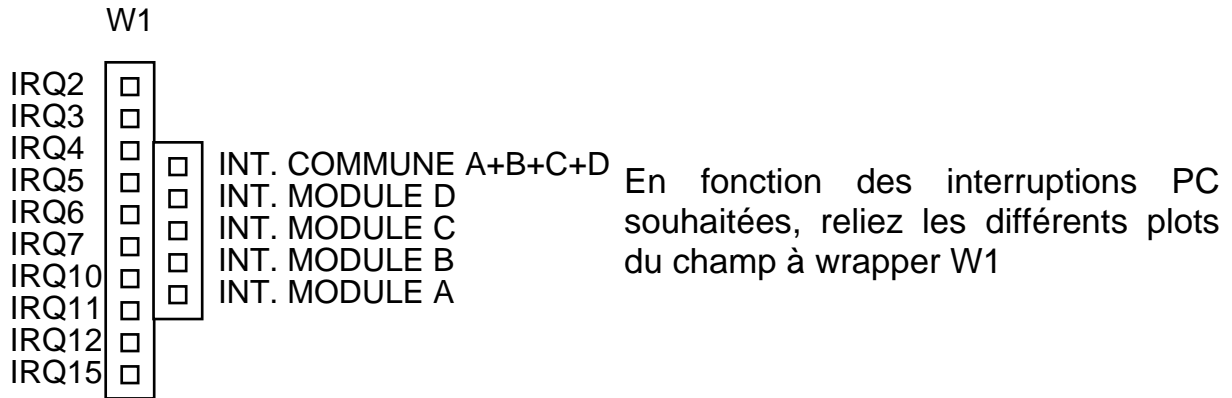 W1
IRQ2
IRQ3
IRQ4
IRQ5
IRQ6
IRQ7
IRQ10
IRQ11
IRQ12
IRQ15
INT. COMMUNE A+B+C+D
INT. MODULE D
INT. MODULE C
INT. MODULE B
INT. MODULE A
En fonction des interruptions PC
souhaitées, reliez les différents plots
du champ à wrapper W1